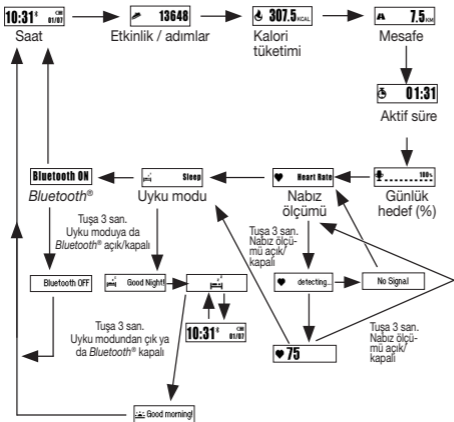 10:31 01/07
13648
307.5 KCAL
7.5 KM
Saat
Etkinlik / adımlar
Kalori
tüketimi
Mesafe
01:31
Aktif süre
Bluetooth ON
Sleep
Heart Rate
100%
Bluetooth®
Uyku modu
Nabız
ölçümü
Günlük
hedef (%)
Tuşa 3 san.
Uyku moduya da
Bluetooth® açık/kapalı
Tuşa 3 san.
Nabız ölçü-
mü açık/
kapalı
Bluetooth OFF
Good Night!
detecting...
No Signal
10:31 01/07
Tuşa 3 san.
Uyku modundan çık ya
da Bluetooth® kapalı
75
Tuşa 3 san.
Nabız ölçü-
mü açık/
kapalı
Good morning!